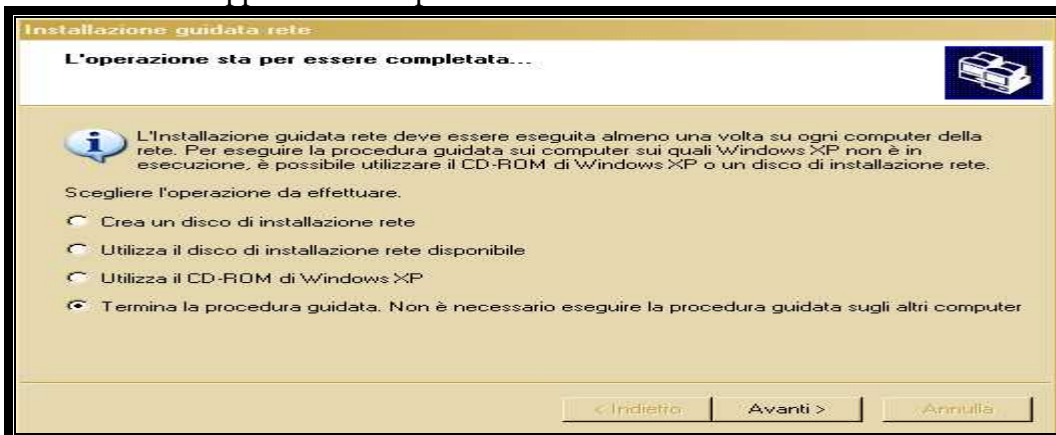 Installazione guidata rete
L'operazione sta per essere completata...
L'Installazione guidata rete deve essere eseguita almeno una volta su ogni computer della
rete. Per eseguire la procedura guidata sui computer sui quali Windows XP non è in
esecuzione, è possibile utilizzare il CD-ROM di Windows XP o un disco di installazione rete.
Scegliere l'operazione da effettuare.
Crea un disco di installazione rete
Utilizza il disco di installazione rete disponibile
Utilizza il CD-ROM di Windows XP
Termina la procedura guidata. Non è necessario eseguire la procedura guidata sugli altri computer
< Indietro Avanti > Annulla